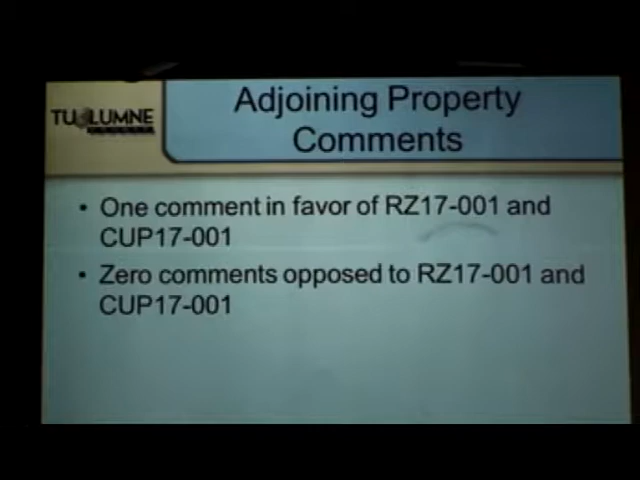 TUOLUMNE
Adjoining Property
Comments
• One comment in favor of RZ17-001 and
CUP17-001
• Zero comments opposed to RZ17-001 and
CUP17-001